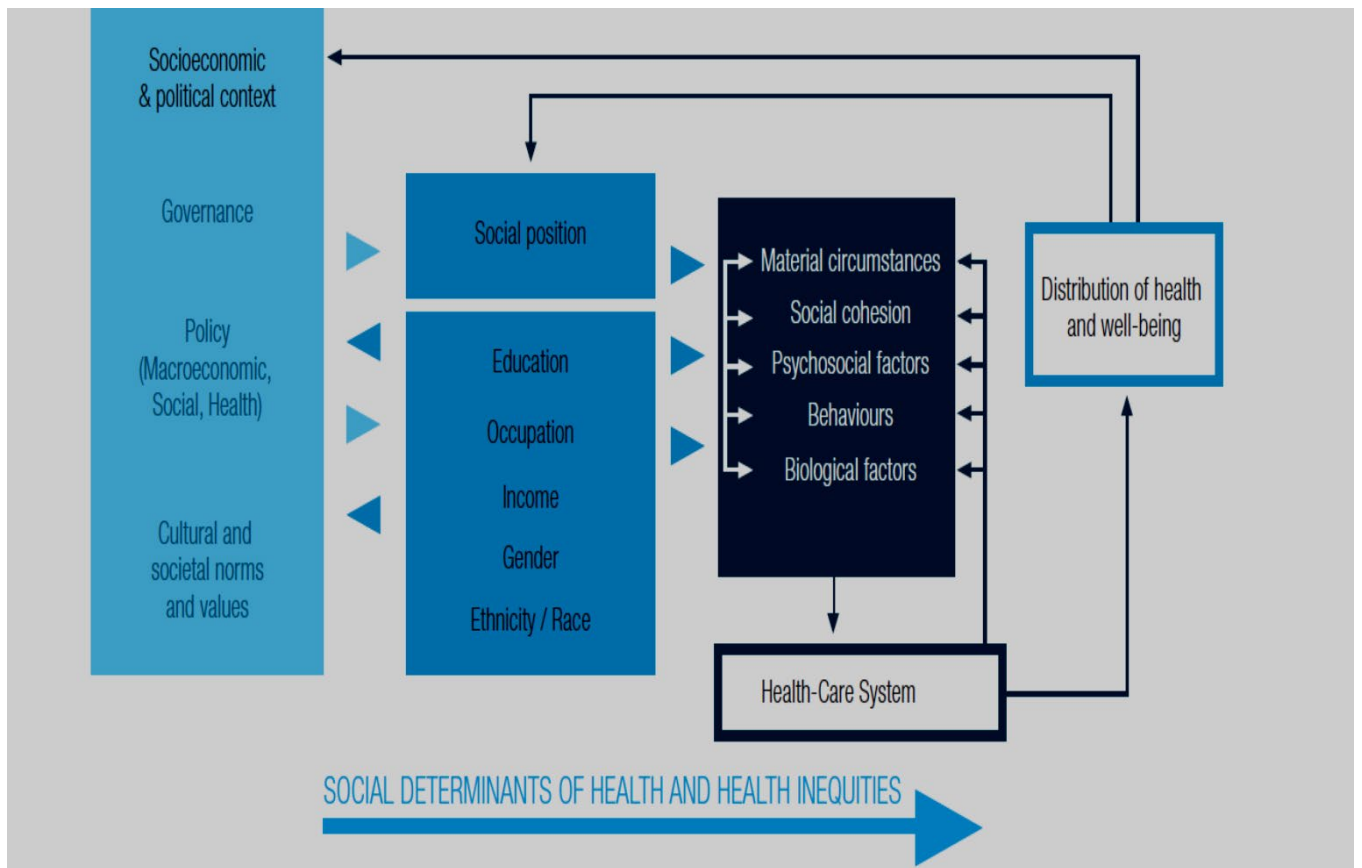 Socioeconomic
& political context
Governance
Policy
(Macroeconomic,
Social, Health)
Cultural and
societal norms
and values
Social position
Education
Occupation
Income
Gender
Ethnicity / Race
Material circumstances
Social cohesion
Psychosocial factors
Behaviours
Biological factors
Health-Care System
Distribution of health
and well-being
SOCIAL DETERMINANTS OF HEALTH AND HEALTH INEQUITIES